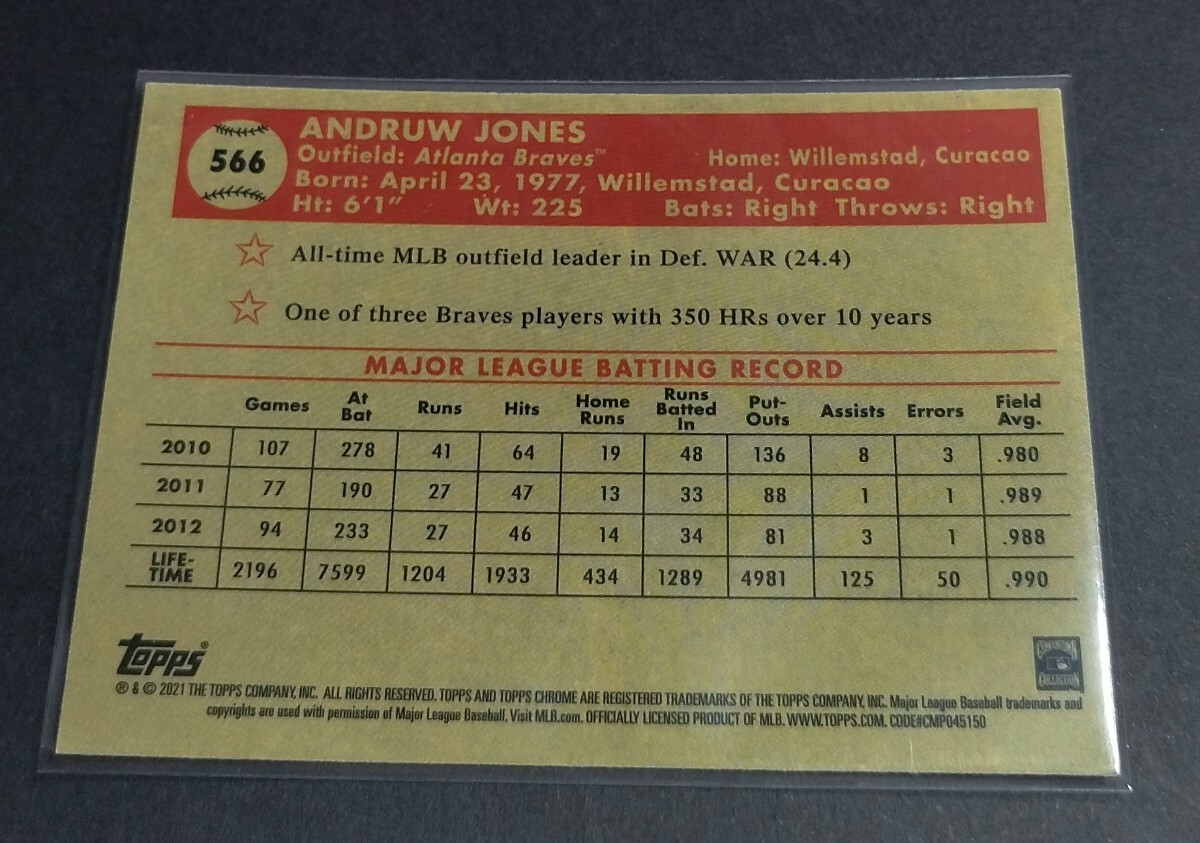 566
ANDRUW JONES
Outfield: Atlanta Braves™ Home: Willemstad, Curacao
Born: April 23, 1977, Willemstad, Curacao
Ht: 6'1" Wt: 225 Bats: Right Throws: Right
All-time MLB outfield leader in Def. WAR (24.4)
One of three Braves players with 350 HRs over 10 years
MAJOR LEAGUE BATTING RECORD
Games At Bat Runs Hits Home Runs Runs Batted In Put-Outs Assists Errors Field Avg.
2010 107 278 41 64 19 48 136 8 3 .980
2011 77 190 27 47 13 33 88 1 1 .989
2012 94 233 27 46 14 34 81 3 1 .988
LIFE-TIME 2196 7599 1204 1933 434 1289 4981 125 50 .990
Topps®
® & © 2021 THE TOPPS COMPANY, INC. ALL RIGHTS RESERVED. TOPPS AND TOPPS CHROME ARE REGISTERED TRADEMARKS OF THE TOPPS COMPANY, INC. Major League Baseball trademarks and
copyrights are used with permission of Major League Baseball. Visit MLB.com. OFFICIALLY LICENSED PRODUCT OF MLB. WWW.TOPPS.COM. CODE#CMP045150
COLLECTION